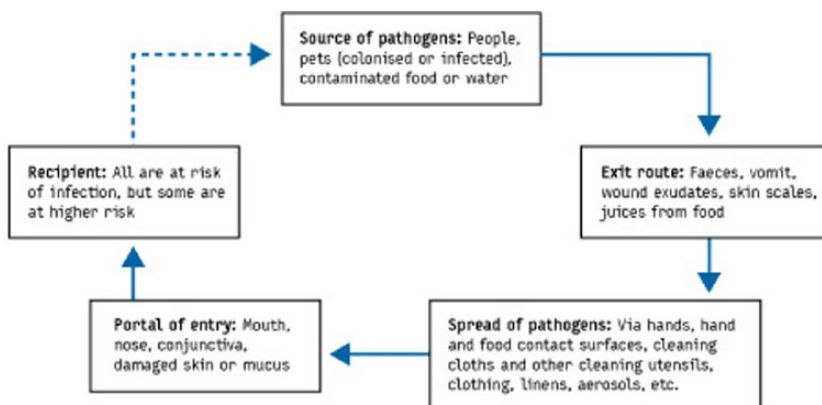 Source of pathogens: People,
pets (colonised or infected),
contaminated food or water
Exit route: Faeces, vomit,
wound exudates, skin scales,
juices from food
Spread of pathogens: Via hands, hand
and food contact surfaces, cleaning
cloths and other cleaning utensils,
clothing, linens, aerosols, etc.
Portal of entry: Mouth,
nose, conjunctiva,
damaged skin or mucus
Recipient: All are at risk
of infection, but some are
at higher risk